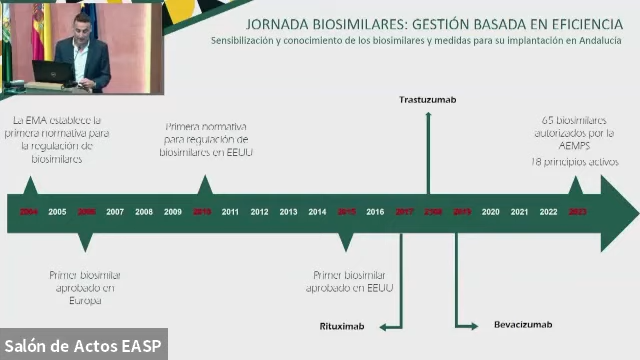 JORNADA BIOSIMILARES: GESTIÓN BASADA EN EFICIENCIA
Sensibilización y conocimiento de los biosimilares y medidas para su implantación en Andalucía
Trastuzumab
La EMA establece la
primera normativa para
la regulación de
biosimilares
Primera normativa
para regulación de
biosimilares en EEUU
65 biosimilares
autorizados por la
AEMPS
18 principios activos
2004 2005 2006 2007 2008 2009 2010 2011 2012 2013 2014 2015 2016 2017 2018 2019 2020 2021 2022 2023
Primer biosimilar
aprobado en
Europa
Primer biosimilar
aprobado en EEUU
Rituximab
Bevacizumab
Salón de Actos EASP